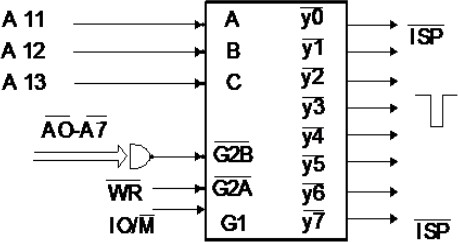 A 11 A y0 ISP
A 12 B y1
A 13 C y2
y3
A0-A7 y4
G2B y5
WR G2A y6
IO/M G1 y7 ISP